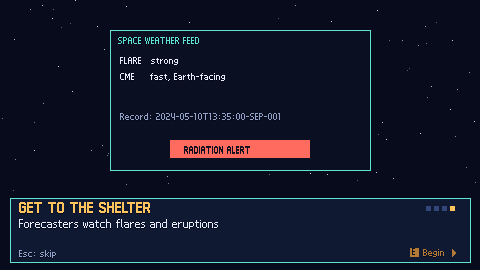 SPACE WEATHER FEED
FLARE strong
CME fast, Earth-facing
Record: 2024-05-10T13:35:00-SEP-001
RADIATION ALERT
GET TO THE SHELTER
Forecasters watch flares and eruptions
Esc: skip
E Begin